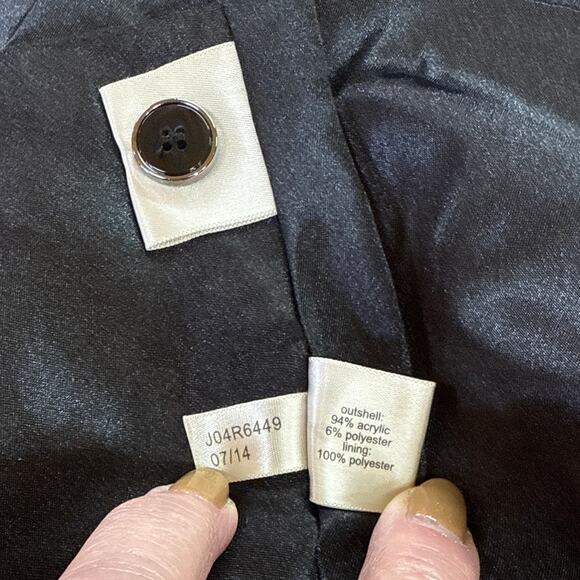 J04R6449
07/14
outshell:
94% acrylic
6% polyester
lining:
100% polyester